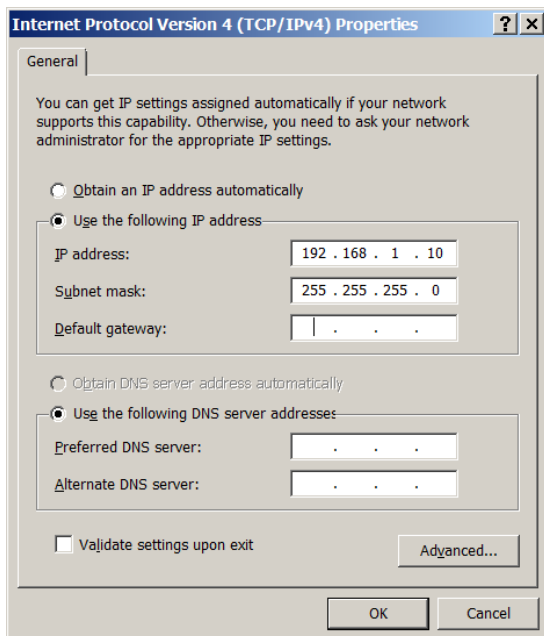 Internet Protocol Version 4 (TCP/IPv4) Properties ? X
General
You can get IP settings assigned automatically if your network
supports this capability. Otherwise, you need to ask your network
administrator for the appropriate IP settings.
Obtain an IP address automatically
Use the following IP address
IP address: 192 . 168 . 1 . 10
Subnet mask: 255 . 255 . 255 . 0
Default gateway: . . .
Obtain DNS server address automatically
Use the following DNS server addresses:
Preferred DNS server: . . .
Alternate DNS server: . . .
Validate settings upon exit
Advanced...
OK Cancel